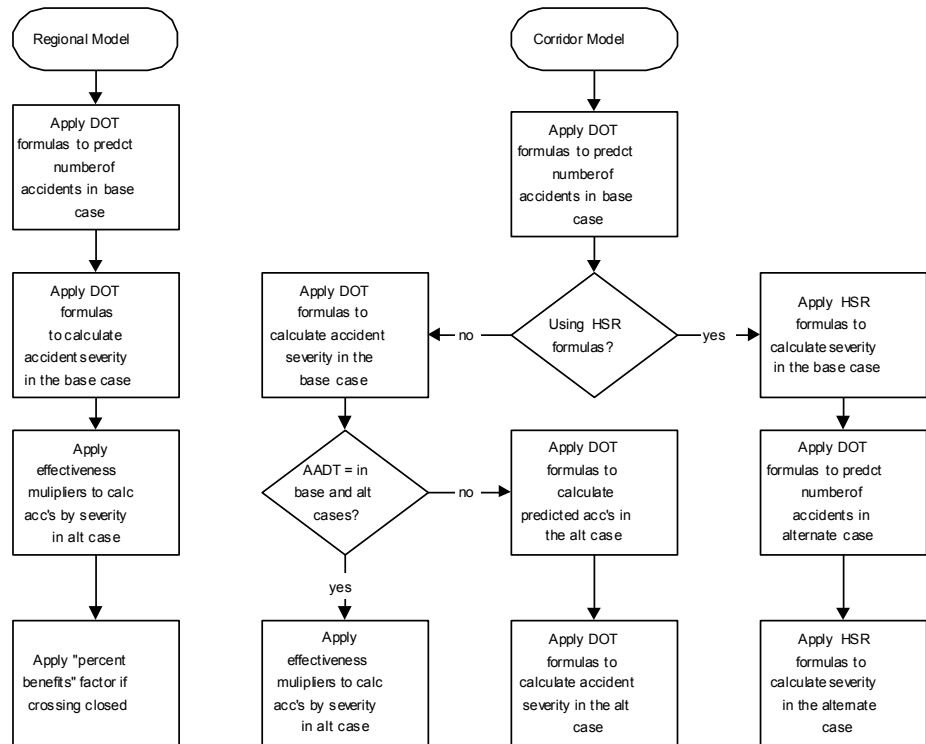 Regional Model
Apply DOT
formulas to predct
numberof
accidents in base
case
Apply DOT
formulas
to calculate
accident severity
in the base case
Apply
effectiveness
mulipliers to calc
acc's by severity
in alt case
Apply "percent
benefits" factor if
crossing closed
Corridor Model
Apply DOT
formulas to predct
numberof
accidents in base
case
Using HSR
formulas?
no
yes
Apply DOT
formulas to
calculate accident
severity in the
base case
AADT = in
base and alt
cases?
no
yes
Apply
effectiveness
mulipliers to calc
acc's by severity
in alt case
Apply DOT
formulas to
calculate
predicted acc's in
the alt case
Apply DOT
formulas to
calculate accident
severity in the alt
case
Apply HSR
formulas to
calculate severity
in the base case
Apply DOT
formulas to predct
numberof
accidents in
alternate case
Apply HSR
formulas to
calculate severity
in the alternate
case